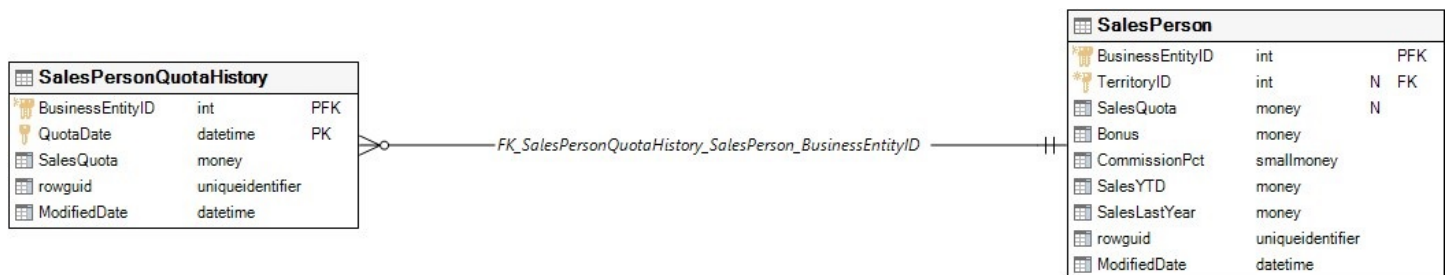 SalesPersonQuotaHistory
BusinessEntityID int PFK
QuotaDate datetime PK
SalesQuota money
rowguid uniqueidentifier
ModifiedDate datetime
FK_SalesPersonQuotaHistory_SalesPerson_BusinessEntityID
SalesPerson
BusinessEntityID int PFK
TerritoryID int N FK
SalesQuota money N
Bonus money
CommissionPct smallmoney
SalesYTD money
SalesLastYear money
rowguid uniqueidentifier
ModifiedDate datetime